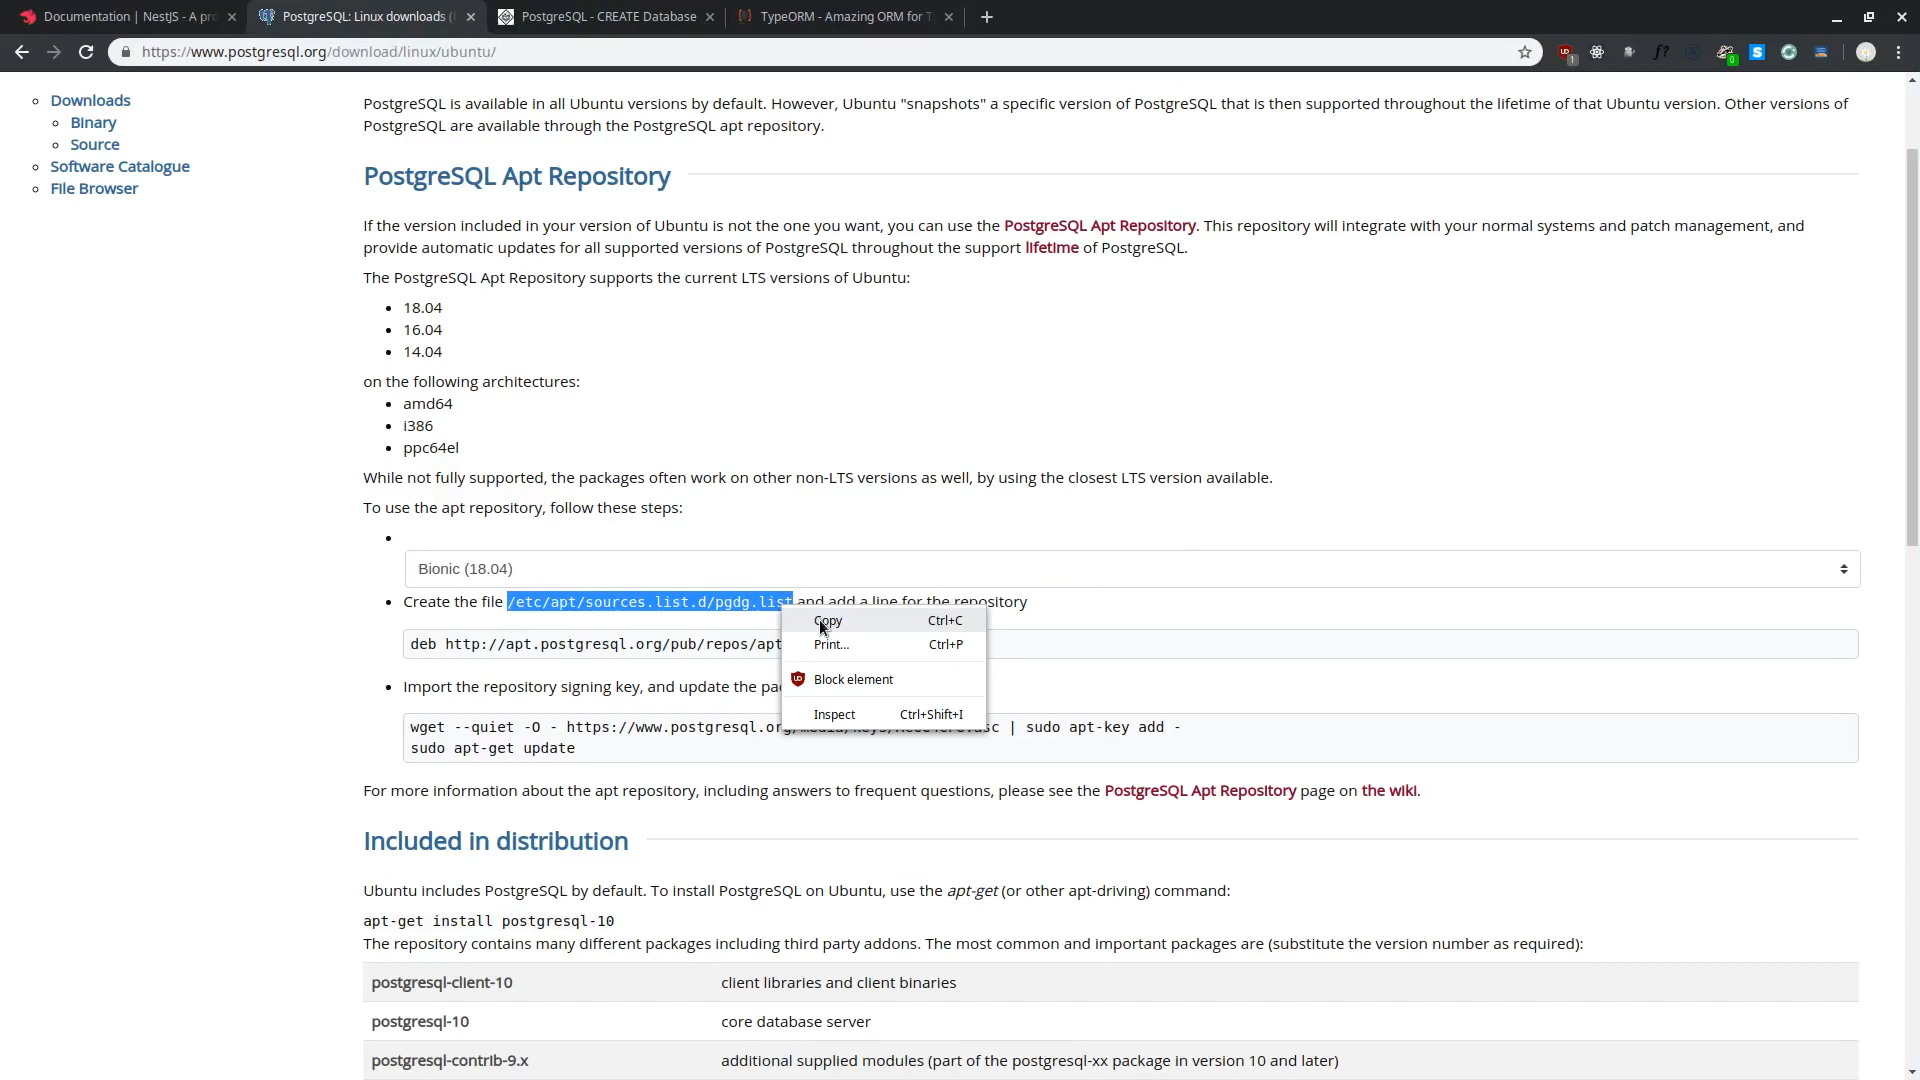 Documentation | NestJS - A pro
PostgreSQL: Linux downloads (
PostgreSQL - CREATE Database
TypeORM - Amazing ORM for T
https://www.postgresql.org/download/linux/ubuntu/
Downloads
Binary
Source
Software Catalogue
File Browser
PostgreSQL is available in all Ubuntu versions by default. However, Ubuntu "snapshots" a specific version of PostgreSQL that is then supported throughout the lifetime of that Ubuntu version. Other versions of
PostgreSQL are available through the PostgreSQL apt repository.
PostgreSQL Apt Repository
If the version included in your version of Ubuntu is not the one you want, you can use the PostgreSQL Apt Repository. This repository will integrate with your normal systems and patch management, and
provide automatic updates for all supported versions of PostgreSQL throughout the support lifetime of PostgreSQL.
The PostgreSQL Apt Repository supports the current LTS versions of Ubuntu:
18.04
16.04
14.04
on the following architectures:
amd64
i386
ppc64el
While not fully supported, the packages often work on other non-LTS versions as well, by using the closest LTS version available.
To use the apt repository, follow these steps:
Bionic (18.04)
Create the file /etc/apt/sources.list.d/pgdg.list and add a line for the repository
Copy Ctrl+C
deb http://apt.postgresql.org/pub/repos/apt
Print... Ctrl+P
Block element
Import the repository signing key, and update the pa
Inspect Ctrl+Shift+I
wget --quiet -O - https://www.postgresql.org | sudo apt-key add -
sudo apt-get update
For more information about the apt repository, including answers to frequent questions, please see the PostgreSQL Apt Repository page on the wiki.
Included in distribution
Ubuntu includes PostgreSQL by default. To install PostgreSQL on Ubuntu, use the apt-get (or other apt-driving) command:
apt-get install postgresql-10
The repository contains many different packages including third party addons. The most common and important packages are (substitute the version number as required):
postgresql-client-10 client libraries and client binaries
postgresql-10 core database server
postgresql-contrib-9.x additional supplied modules (part of the postgresql-xx package in version 10 and later)